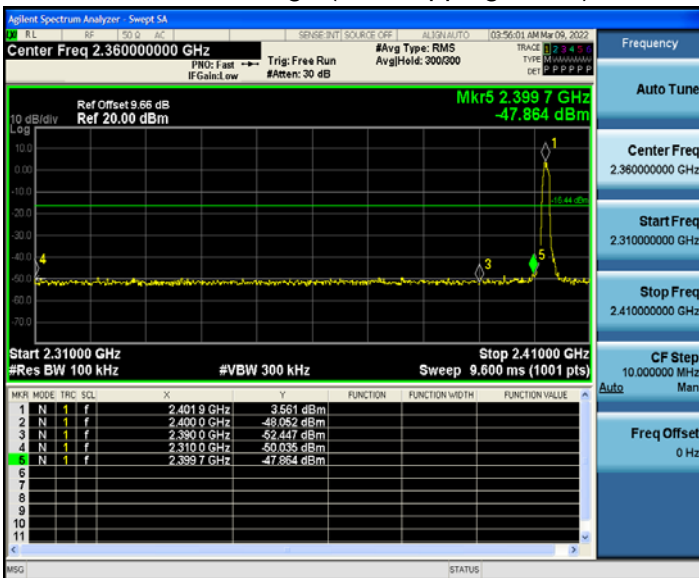 Agilent Spectrum Analyzer - Swept SA
RL RF 50 Ω AC SENSE:INT SOURCE OFF ALIGNAUTO 03:56:01 AM Mar 09, 2022
Center Freq 2.360000000 GHz
PNO: Fast
IFGain:Low
Trig: Free Run
#Atten: 30 dB
#Avg Type: RMS
Avg|Hold: 300/300
TRACE 1 2 3 4 5 6
TYPE M
DET P P P P P P
Ref Offset 9.66 dB
10 dB/div Ref 20.00 dBm
Log
Mkr5 2.399 7 GHz
-47.864 dBm
10.0
0.00
-10.0
-20.0
-30.0
-40.0
-50.0
-60.0
-70.0
1
-16.44 dBm
4
3
5
Start 2.31000 GHz Stop 2.41000 GHz
#Res BW 100 kHz #VBW 300 kHz Sweep 9.600 ms (1001 pts)
MKR MODE TRC SCL X Y FUNCTION FUNCTION WIDTH FUNCTION VALUE
1 N 1 f 2.401 9 GHz 3.561 dBm
2 N 1 f 2.400 0 GHz -48.052 dBm
3 N 1 f 2.390 0 GHz -52.447 dBm
4 N 1 f 2.310 0 GHz -50.035 dBm
5 N 1 f 2.399 7 GHz -47.864 dBm
6
7
8
9
10
11
MSG STATUS
Frequency
Auto Tune
Center Freq
2.360000000 GHz
Start Freq
2.310000000 GHz
Stop Freq
2.410000000 GHz
CF Step
10.000000 MHz
Auto Man
Freq Offset
0 Hz